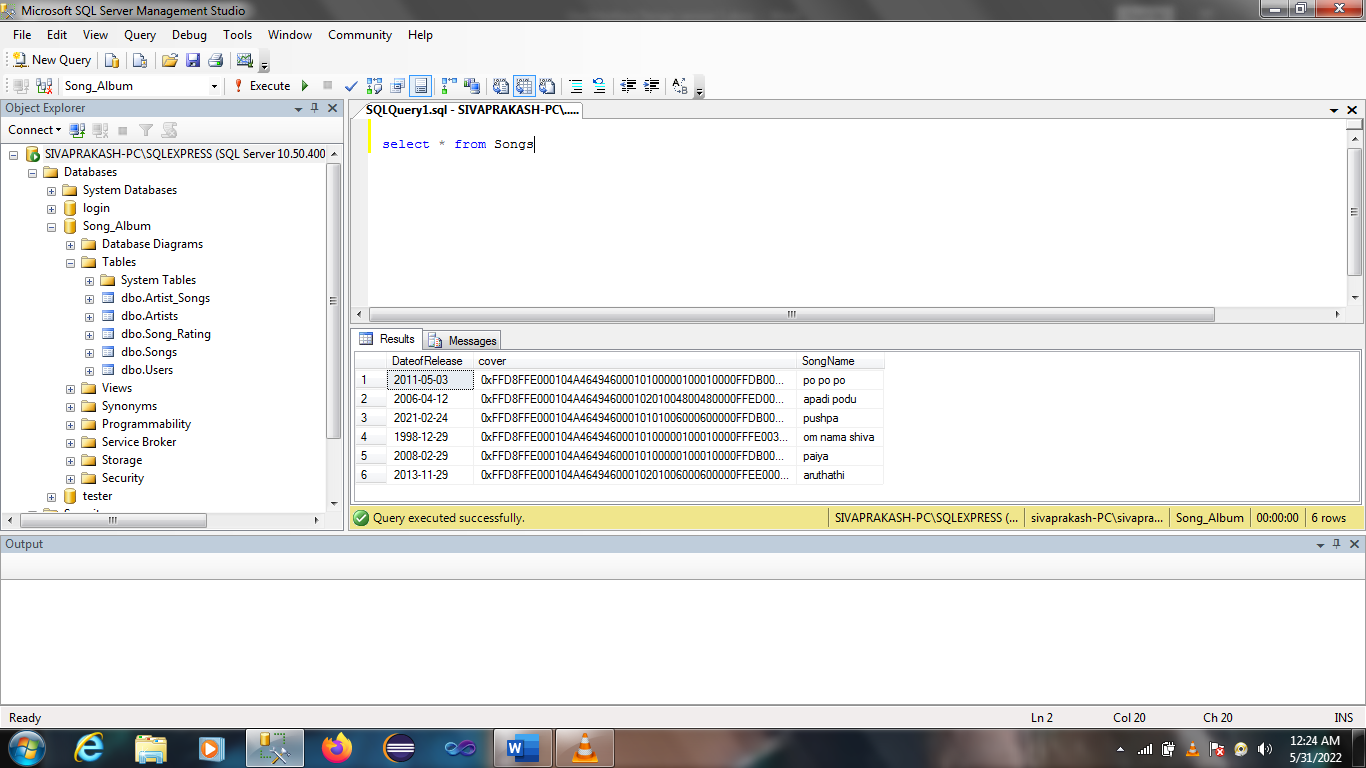 Microsoft SQL Server Management Studio
File Edit View Query Debug Tools Window Community Help
New Query
Song_Album Execute
Object Explorer
Connect
SIVAPRAKASH-PC\SQLEXPRESS (SQL Server 10.50.400
Databases
System Databases
login
Song_Album
Database Diagrams
Tables
System Tables
dbo.Artist_Songs
dbo.Artists
dbo.Song_Rating
dbo.Songs
dbo.Users
Views
Synonyms
Programmability
Service Broker
Storage
Security
tester
SQLQuery1.sql - SIVAPRAKASH-PC\.....
select * from Songs
Results Messages
DateofRelease cover SongName
1 2011-05-03 0xFFD8FFE000104A46494600010100000100010000FFDB00... po po po
2 2006-04-12 0xFFD8FFE000104A46494600010201004800480000FFED00... apadi podu
3 2021-02-24 0xFFD8FFE000104A46494600010101006000600000FFDB00... pushpa
4 1998-12-29 0xFFD8FFE000104A46494600010100000100010000FFFE003... om nama shiva
5 2008-02-29 0xFFD8FFE000104A46494600010100000100010000FFDB00... paiya
6 2013-11-29 0xFFD8FFE000104A46494600010201006000600000FFEE000... aruthathi
Query executed successfully. SIVAPRAKASH-PC\SQLEXPRESS (... sivaprakash-PC\sivapra... Song_Album 00:00:00 6 rows
Output
Ready Ln 2 Col 20 Ch 20 INS
12:24 AM
5/31/2022